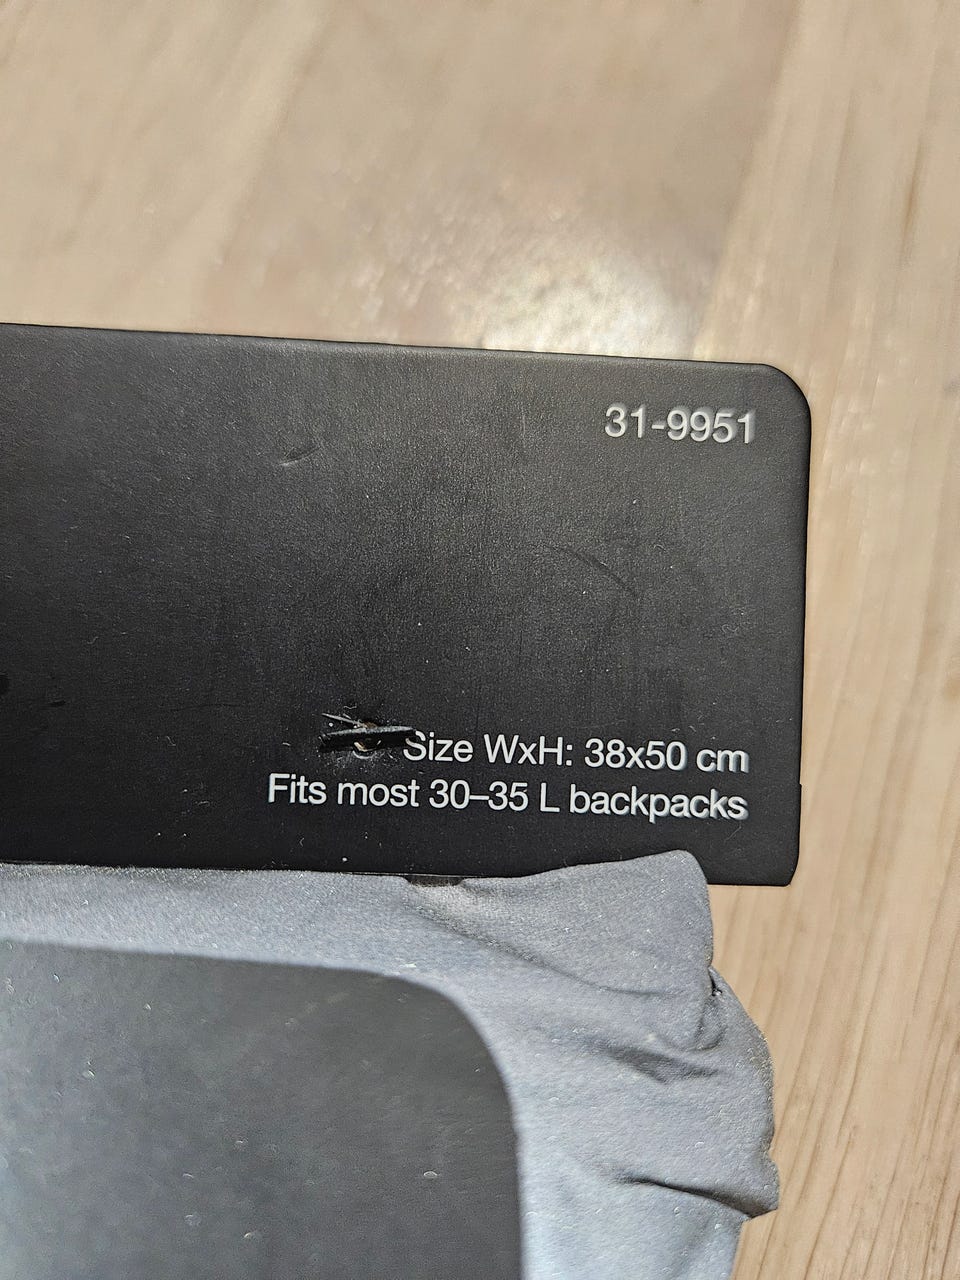 31-9951
Size WxH: 38x50 cm
Fits most 30–35 L backpacks